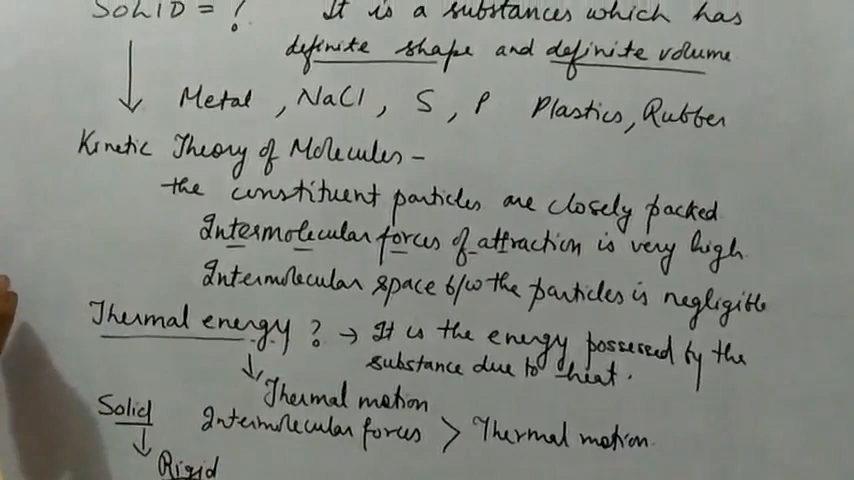 SOLID = ? It is a substances which has
definite shape and definite volume
Metal, NaCl, S, P Plastics, Rubber
Kinetic Theory of Molecules -
the constituent particles are closely packed
Intermolecular forces of attraction is very high
Intermolecular space b/w the particles is negligible
Thermal energy ? → It is the energy possessed by the
substance due to heat.
Thermal motion
Solid Intermolecular forces > Thermal motion.
Rigid